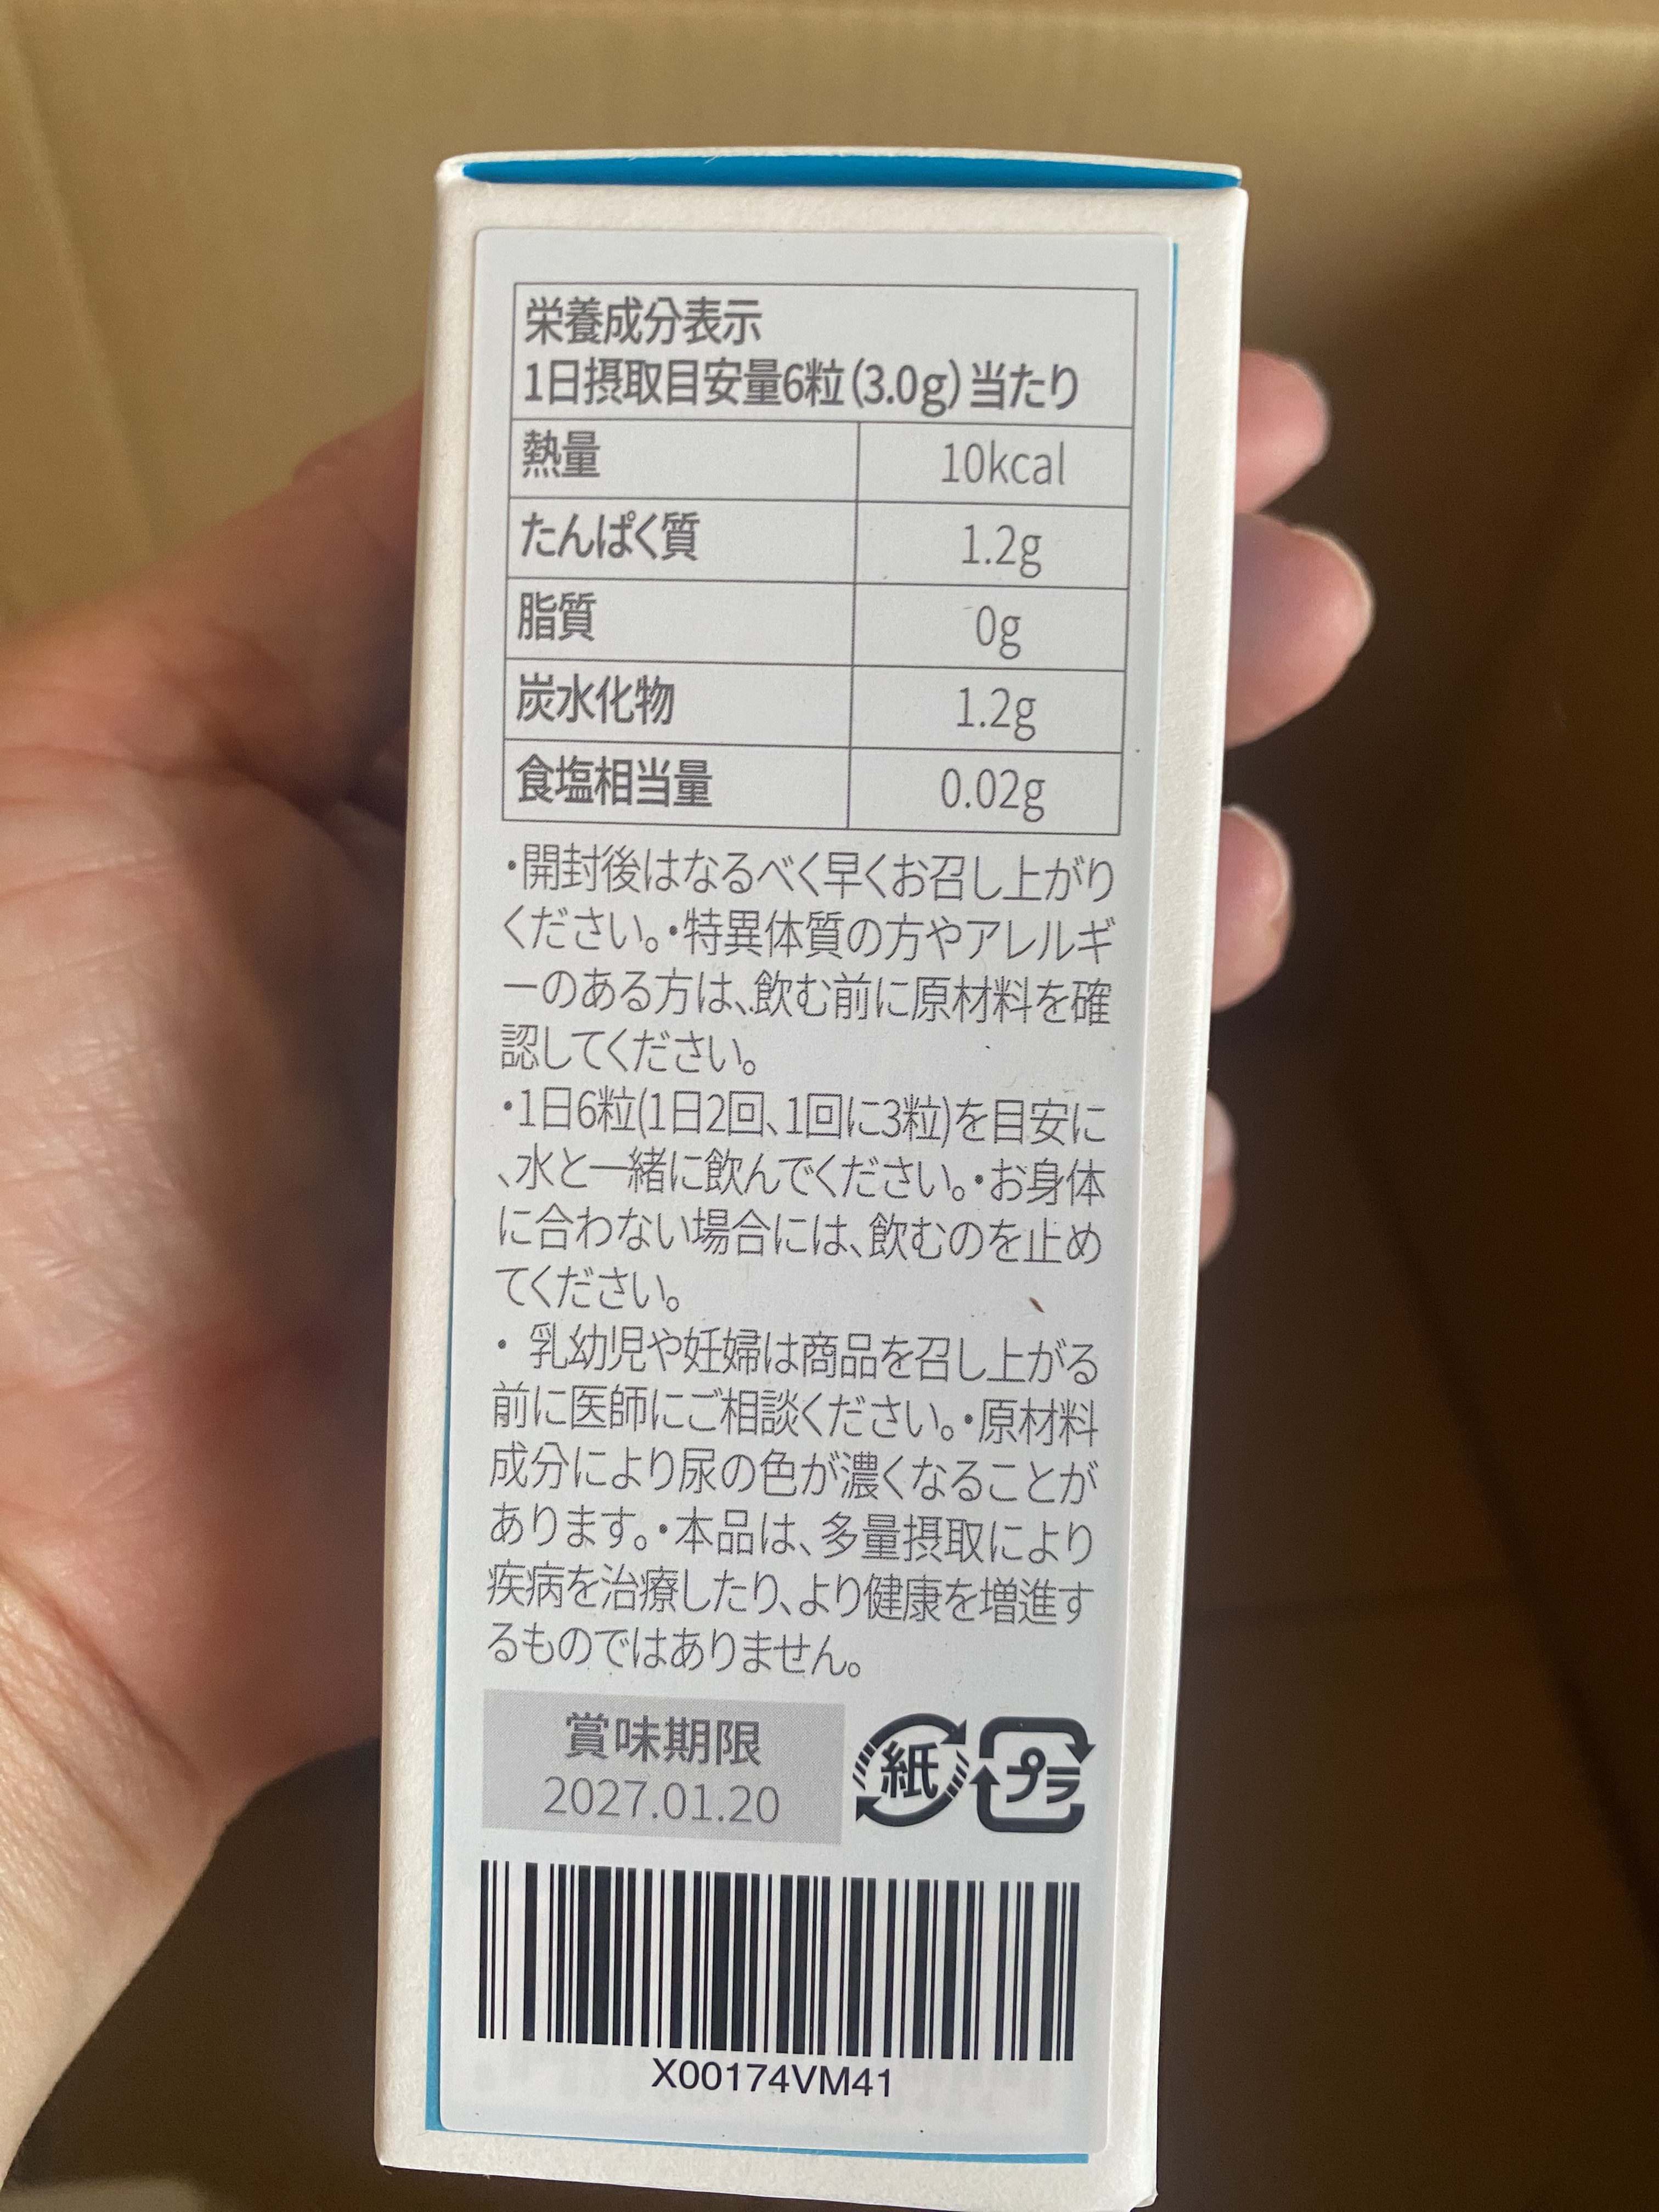 栄養成分表示
1日摂取目安量6粒(3.0g)当たり
熱量 10kcal
たんぱく質 1.2g
脂質 0g
炭水化物 1.2g
食塩相当量 0.02g
・開封後はなるべく早くお召し上がり
ください。・特異体質の方やアレルギ
ーのある方は、飲む前に原材料を確
認してください。
・1日6粒(1日2回、1回に3粒)を目安に
、水と一緒に飲んでください。・お身体
に合わない場合には、飲むのを止め
てください。
・ 乳幼児や妊婦は商品を召し上がる
前に医師にご相談ください。・原材料
成分により尿の色が濃くなることが
あります。・本品は、多量摂取により
疾病を治療したり、より健康を増進す
るものではありません。
賞味期限
2027.01.20
紙 プラ
X00174VM41